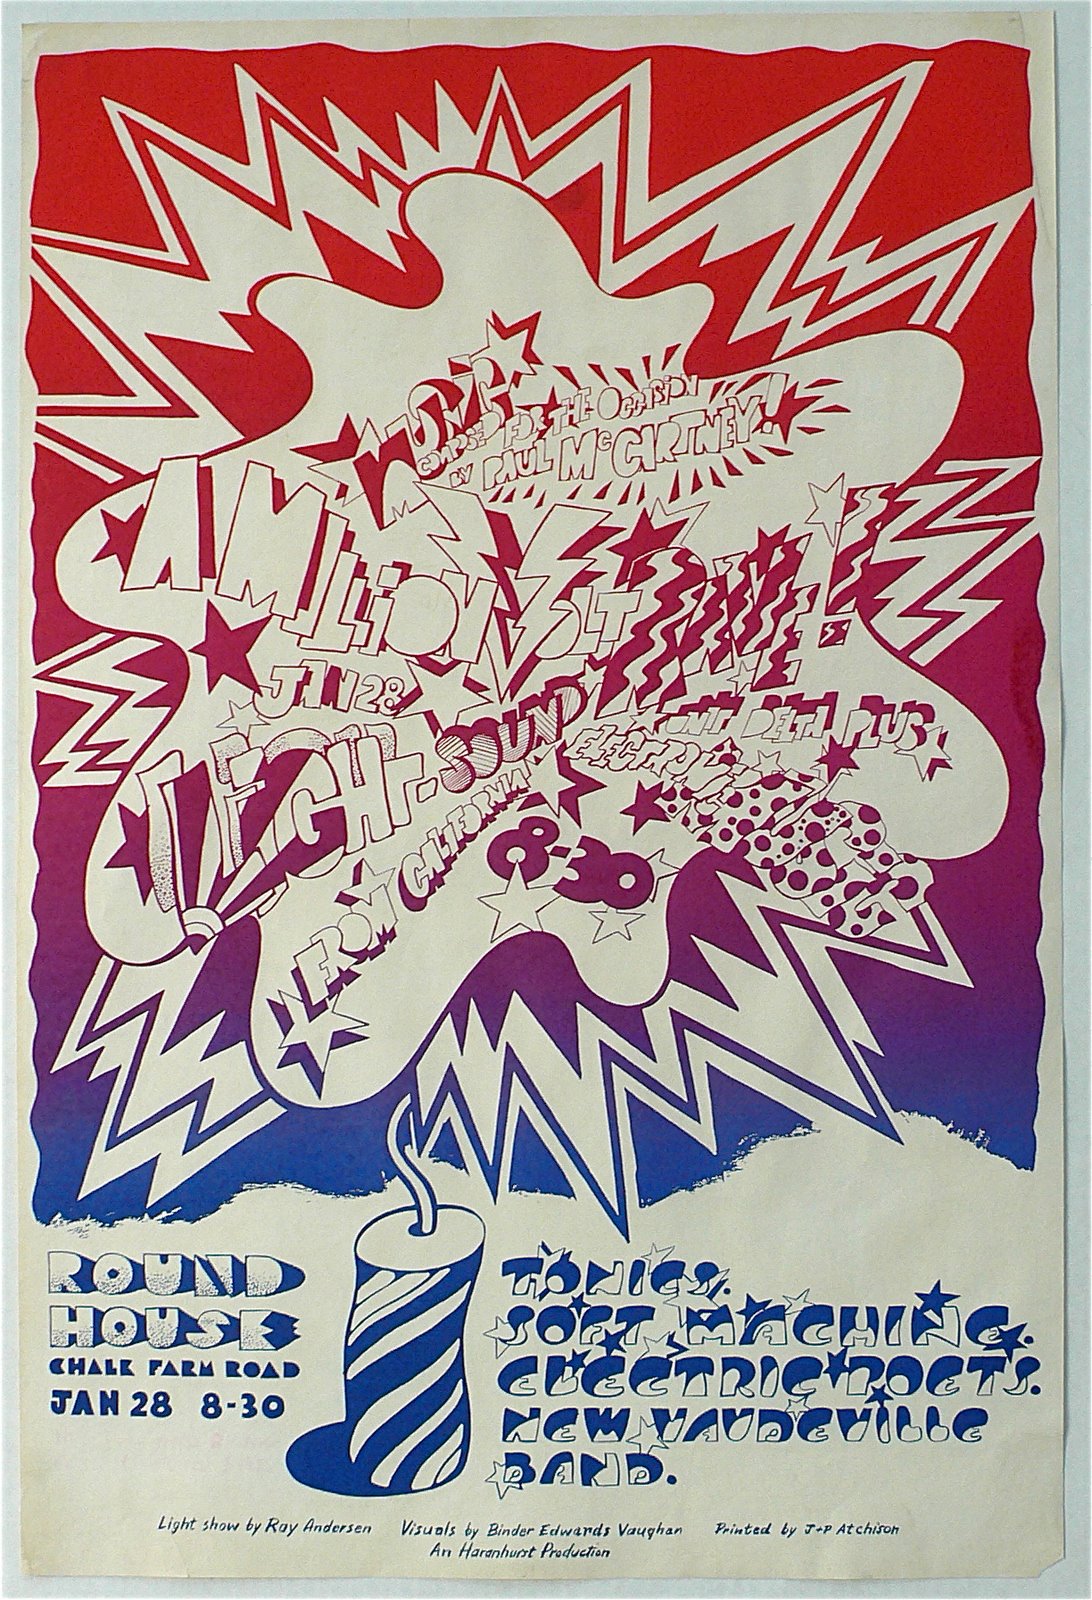 MUSIC
COMPOSED FOR THE OCCASION
BY PAUL McCARTNEY!
A MILLION VOLT
RAVE!
JAN 28
LIGHT-SOUND
FROM CALIFORNIA
8-30
UNIT DELTA PLUS
ELECTRONIC
ROUND
HOUSE
CHALK FARM ROAD
JAN 28 8-30
TONICS.
SOFT MACHINE.
ELECTRIC POETS.
NEW VAUDEVILLE
BAND.
Light show by Ray Andersen Visuals by Binder Edwards Vaughan Printed by J+P Atchison
An Haranhurst Production